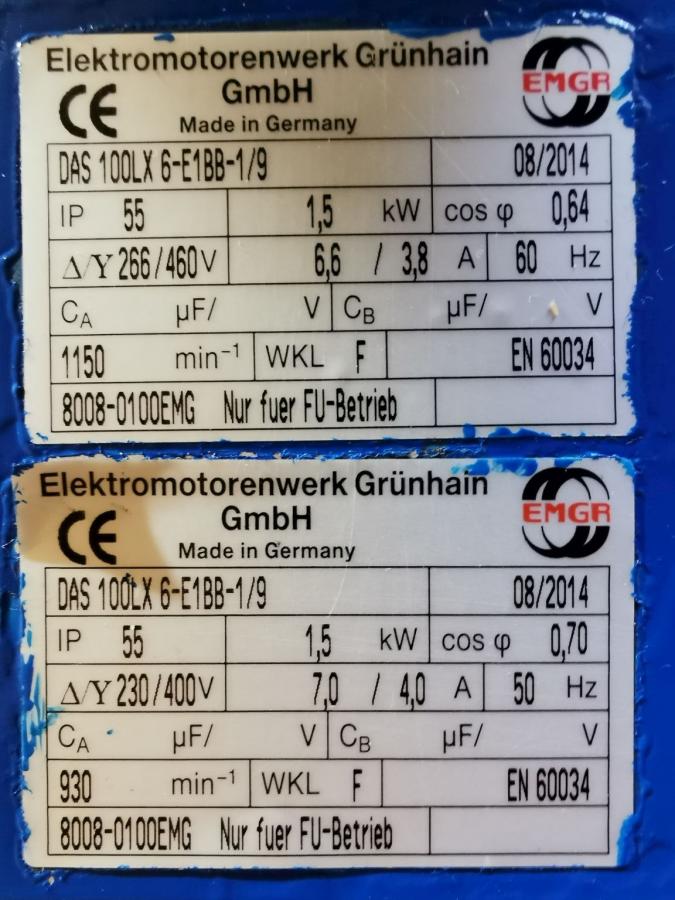 Elektromotorenwerk Grünhain
GmbH
EMGR
CE
Made in Germany
DAS 100LX 6-E1BB-1/9 08/2014
IP 55 1,5 kW cos φ 0,64
Δ/Y 266/460V 6,6 / 3,8 A 60 Hz
CA µF/ V CB µF/ V
1150 min⁻¹ WKL F EN 60034
8008-0100EMG Nur fuer FU-Betrieb
Elektromotorenwerk Grünhain
GmbH
EMGR
CE
Made in Germany
DAS 100LX 6-E1BB-1/9 08/2014
IP 55 1,5 kW cos φ 0,70
Δ/Y 230/400V 7,0 / 4,0 A 50 Hz
CA µF/ V CB µF/ V
930 min⁻¹ WKL F EN 60034
8008-0100EMG Nur fuer FU-Betrieb